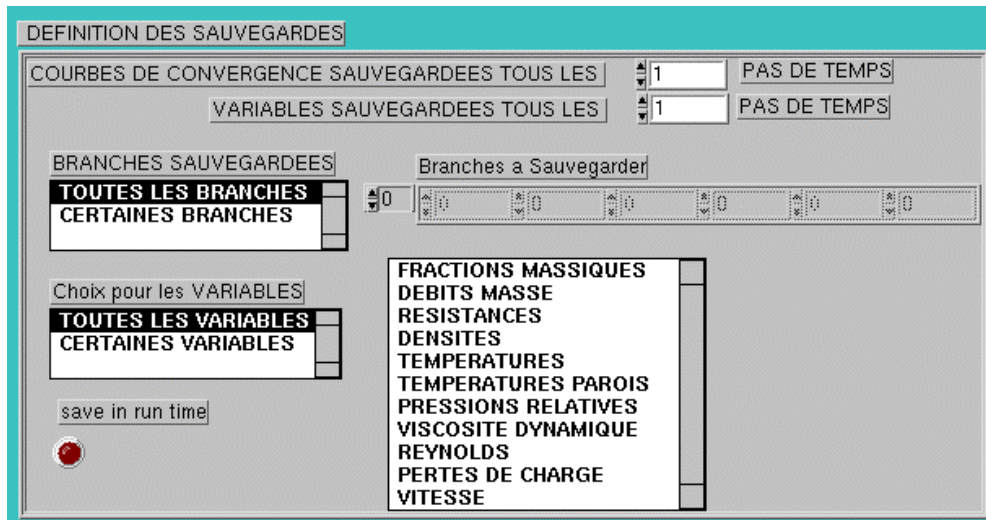 DEFINITION DES SAUVEGARDES
COURBES DE CONVERGENCE SAUVEGARDEES TOUS LES 1 PAS DE TEMPS
VARIABLES SAUVEGARDEES TOUS LES 1 PAS DE TEMPS
BRANCHES SAUVEGARDEES
TOUTES LES BRANCHES
CERTAINES BRANCHES
Branches a Sauvegarder
0 0 0 0 0 0 0
Choix pour les VARIABLES
TOUTES LES VARIABLES
CERTAINES VARIABLES
save in run time
FRACTIONS MASSIQUES
DEBITS MASSE
RESISTANCES
DENSITES
TEMPERATURES
TEMPERATURES PAROIS
PRESSIONS RELATIVES
VISCOSITE DYNAMIQUE
REYNOLDS
PERTES DE CHARGE
VITESSE